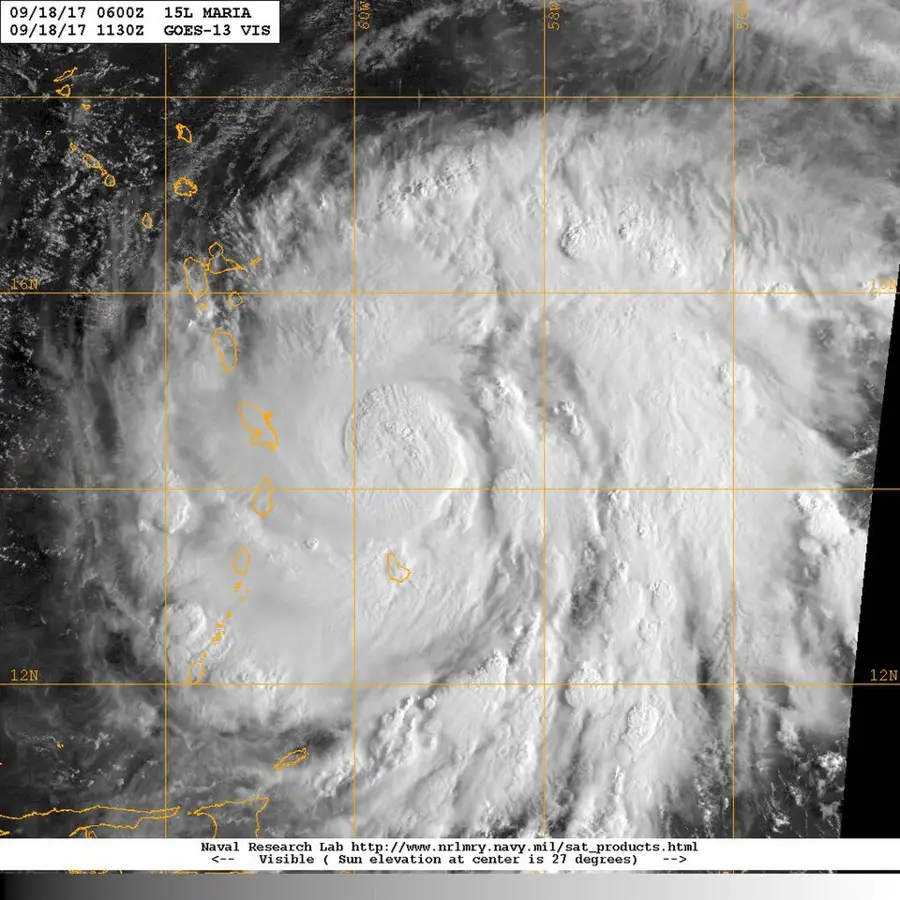 09/18/17 0600Z 15L MARIA
09/18/17 1130Z GOES-13 VIS
60W
58W
56W
16N
16N
12N
12N
Naval Research Lab http://www.nrlmry.navy.mil/sat_products.html
<-- Visible ( Sun elevation at center is 27 degrees) -->